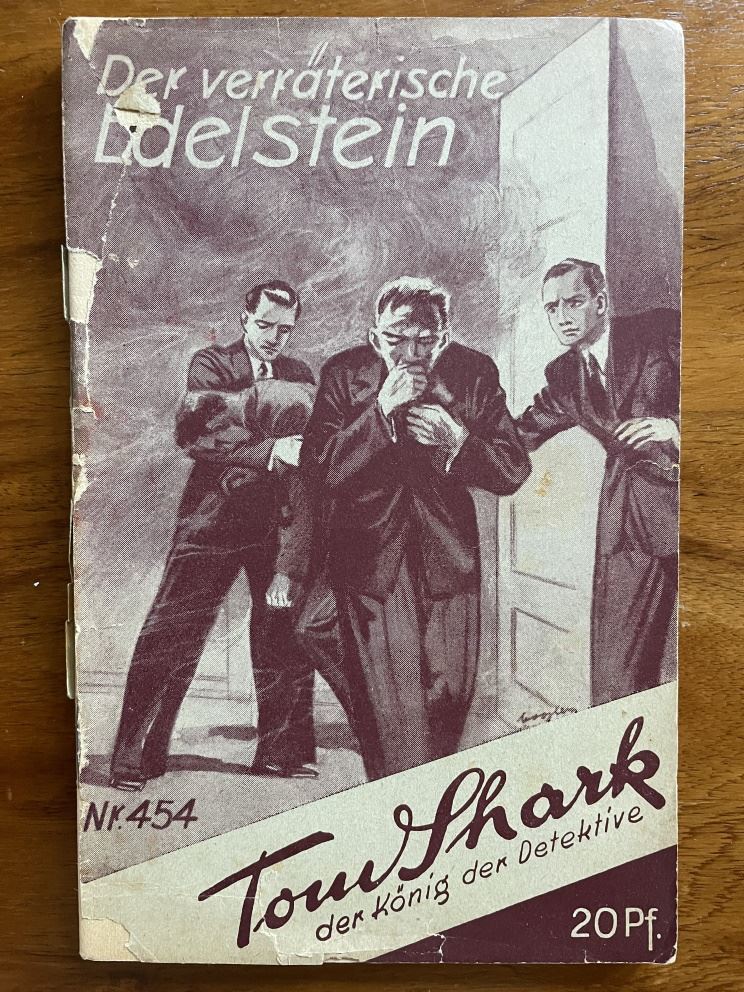 Der verräterische
Edelstein
Nr. 454
Tom Shark
der König der Detektive
20 Pf.